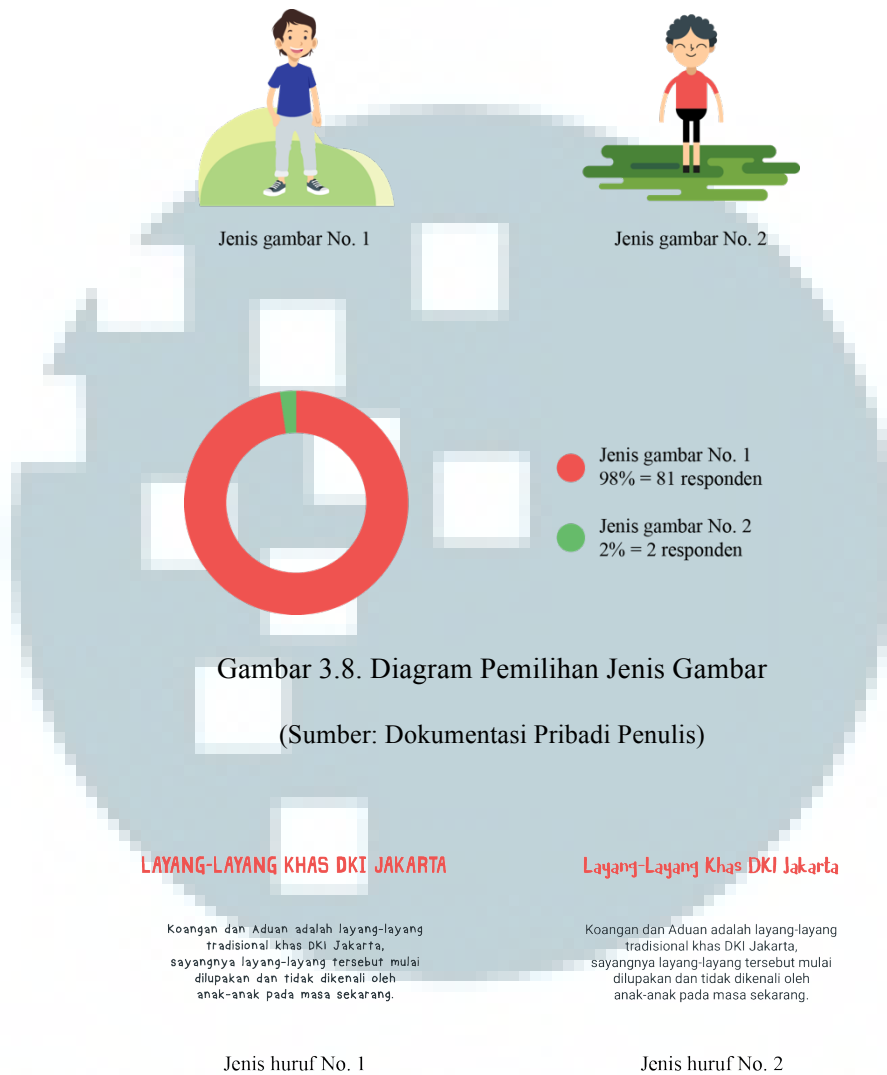 Jenis gambar No. 1
Jenis gambar No. 2
Jenis gambar No. 1
98% = 81 responden
Jenis gambar No. 2
2% = 2 responden
Gambar 3.8. Diagram Pemilihan Jenis Gambar
(Sumber: Dokumentasi Pribadi Penulis)
LAYANG-LAYANG KHAS DKI JAKARTA
Koangan dan Aduan adalah layang-layang
tradisional khas DKI Jakarta,
sayangnya layang-layang tersebut mulai
dilupakan dan tidak dikenali oleh
anak-anak pada masa sekarang.
Jenis huruf No. 1
Layang-Layang Khas DKI Jakarta
Koangan dan Aduan adalah layang-layang
tradisional khas DKI Jakarta,
sayangnya layang-layang tersebut mulai
dilupakan dan tidak dikenali oleh
anak-anak pada masa sekarang.
Jenis huruf No. 2